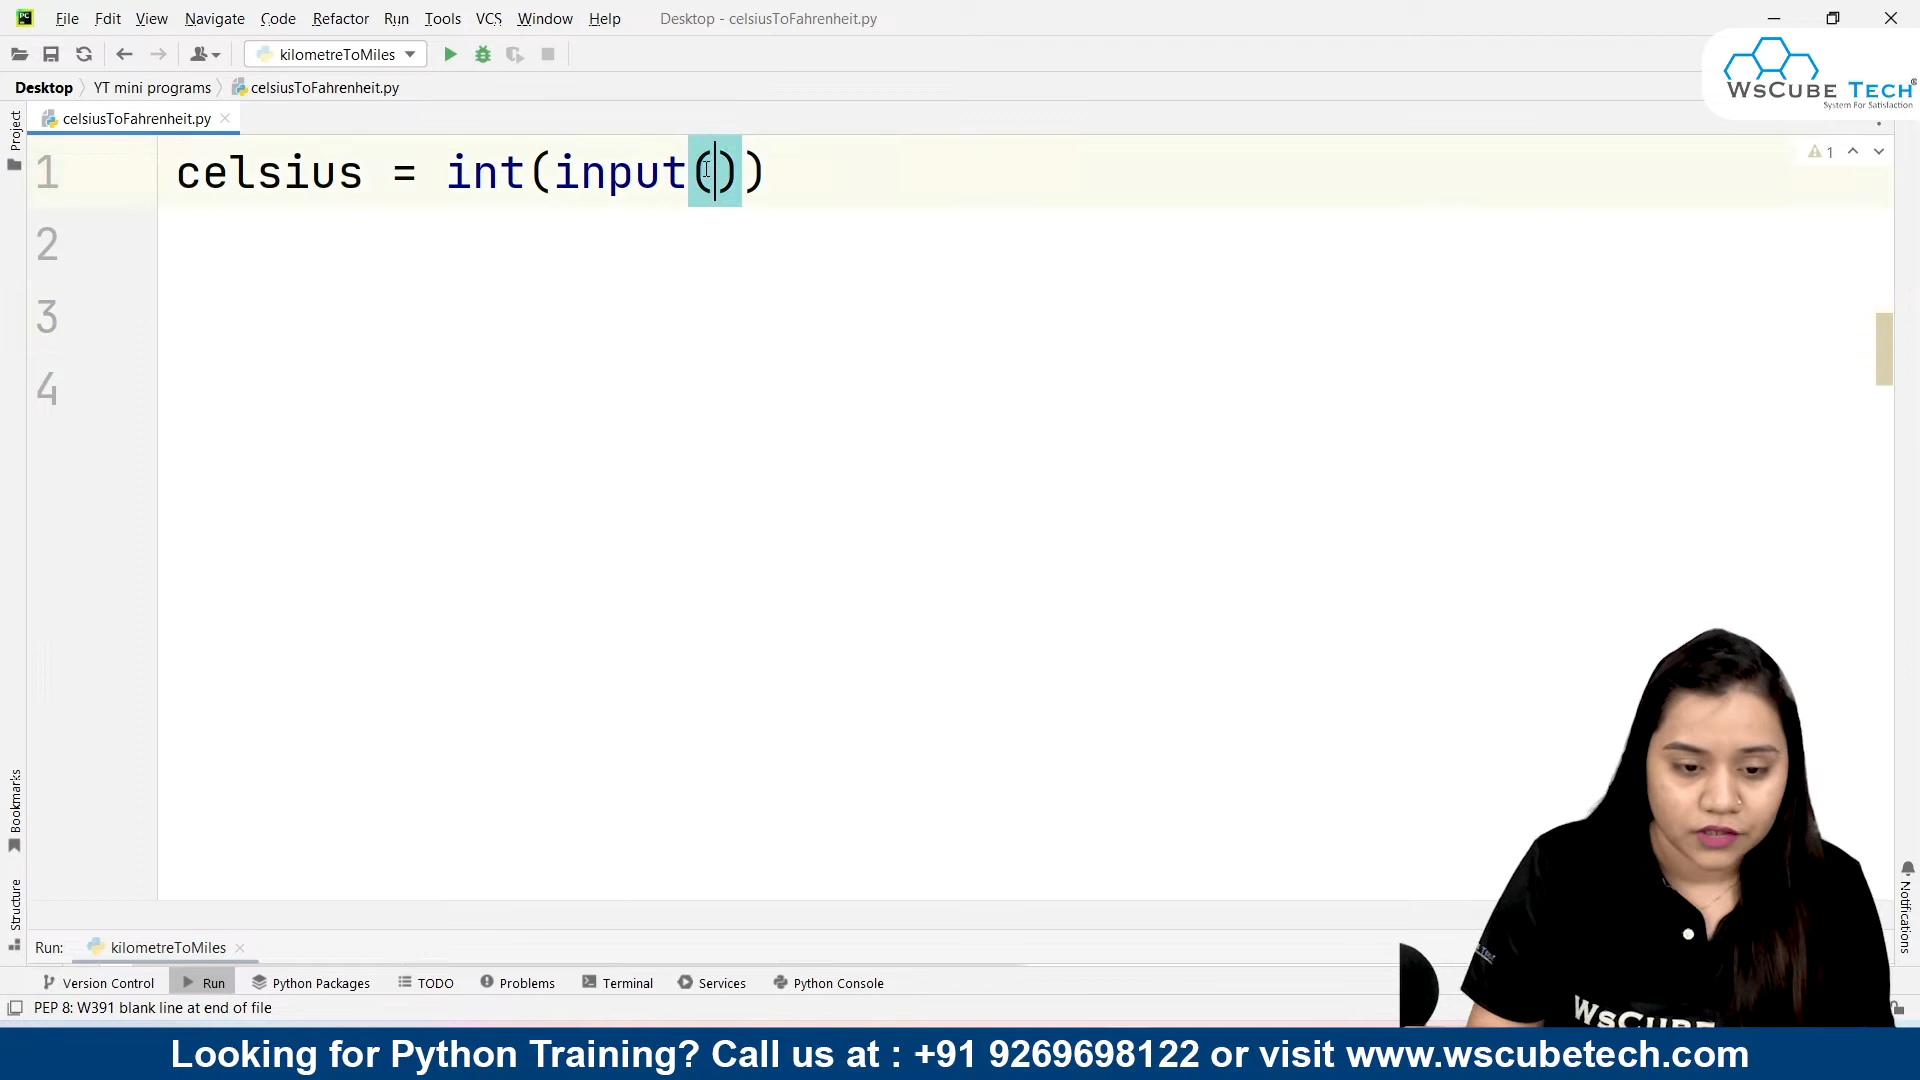 File Edit View Navigate Code Refactor Run Tools VCS Window Help Desktop - celsiusToFahrenheit.py
kilometreToMiles
Desktop YT mini programs celsiusToFahrenheit.py
WsCube Tech®
System For Satisfaction
Project
celsiusToFahrenheit.py
1 celsius = int(input()) 1
2
3
4
Bookmarks
Structure
Notifications
Run: kilometreToMiles
Version Control Run Python Packages TODO Problems Terminal Services Python Console
PEP 8: W391 blank line at end of file
Looking for Python Training? Call us at : +91 9269698122 or visit www.wscubetech.com